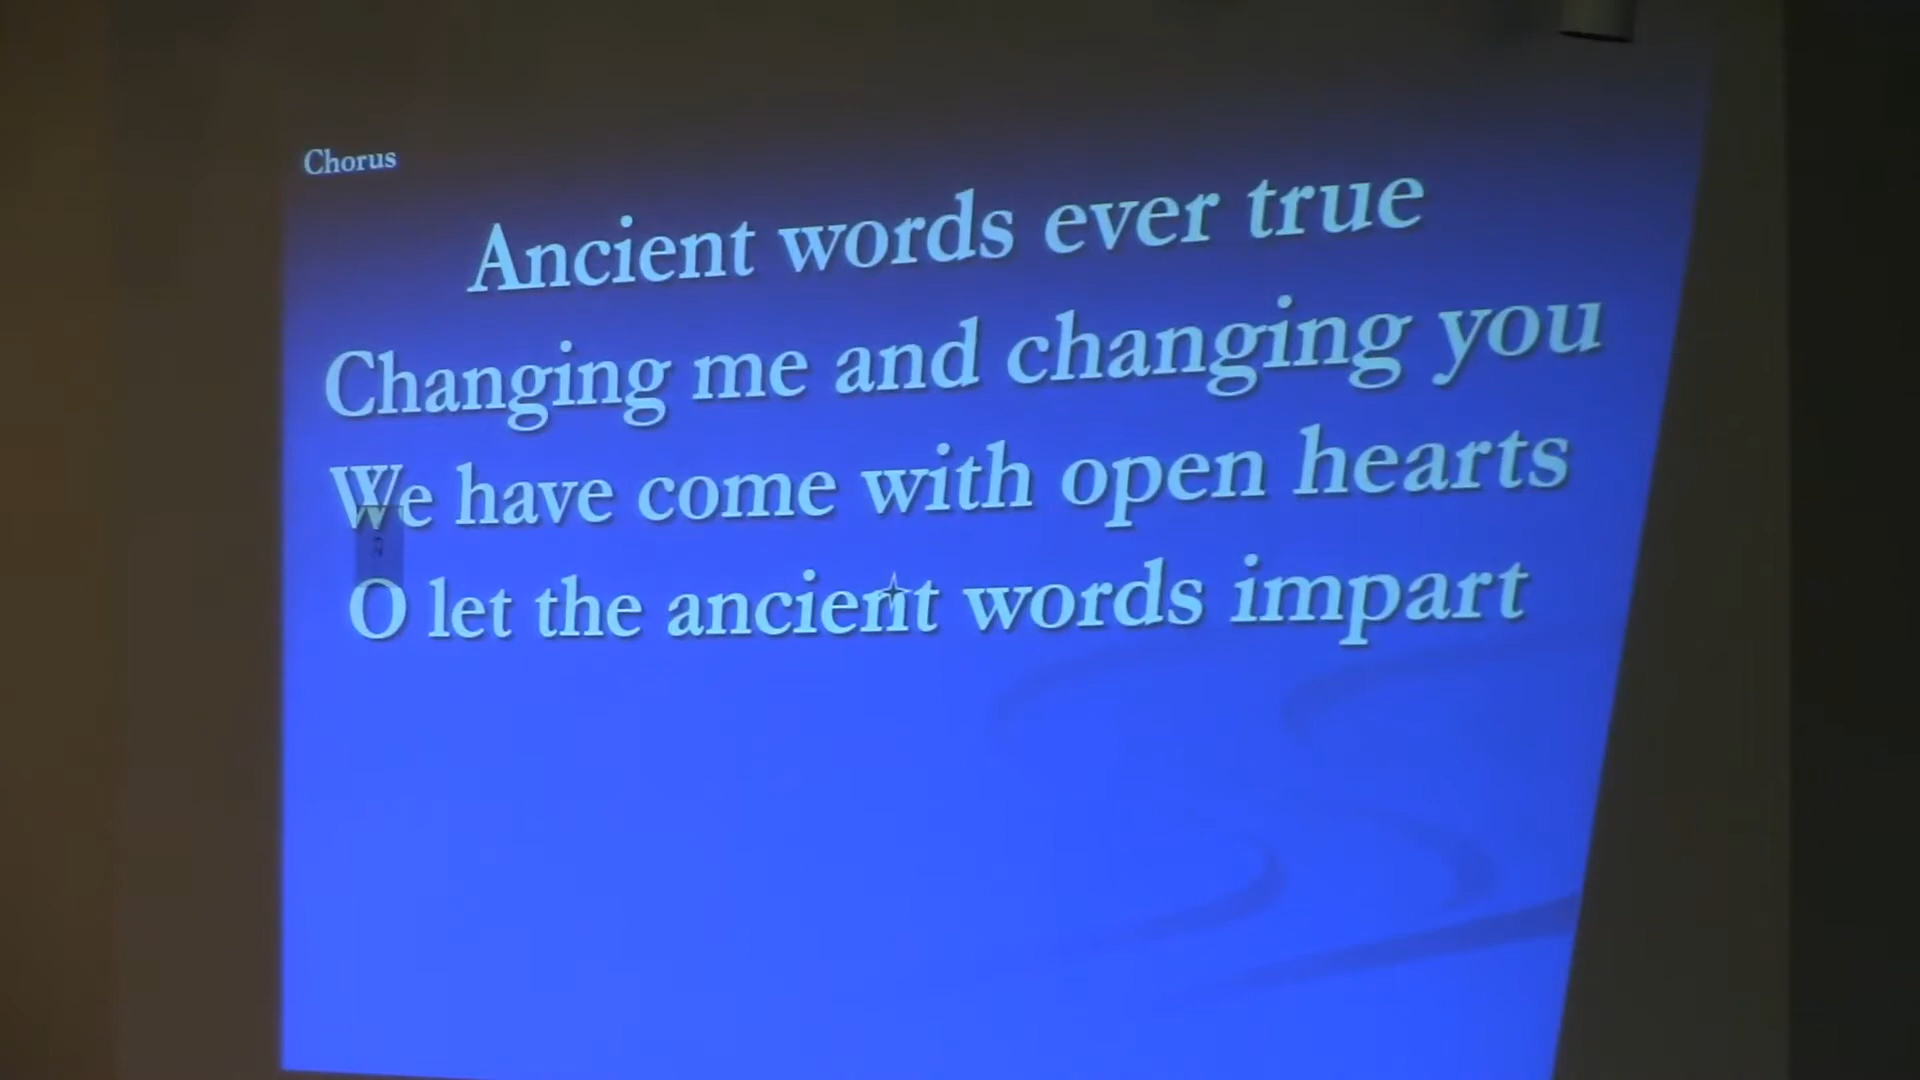 Chorus
Ancient words ever true
Changing me and changing you
We have come with open hearts
O let the ancient words impart